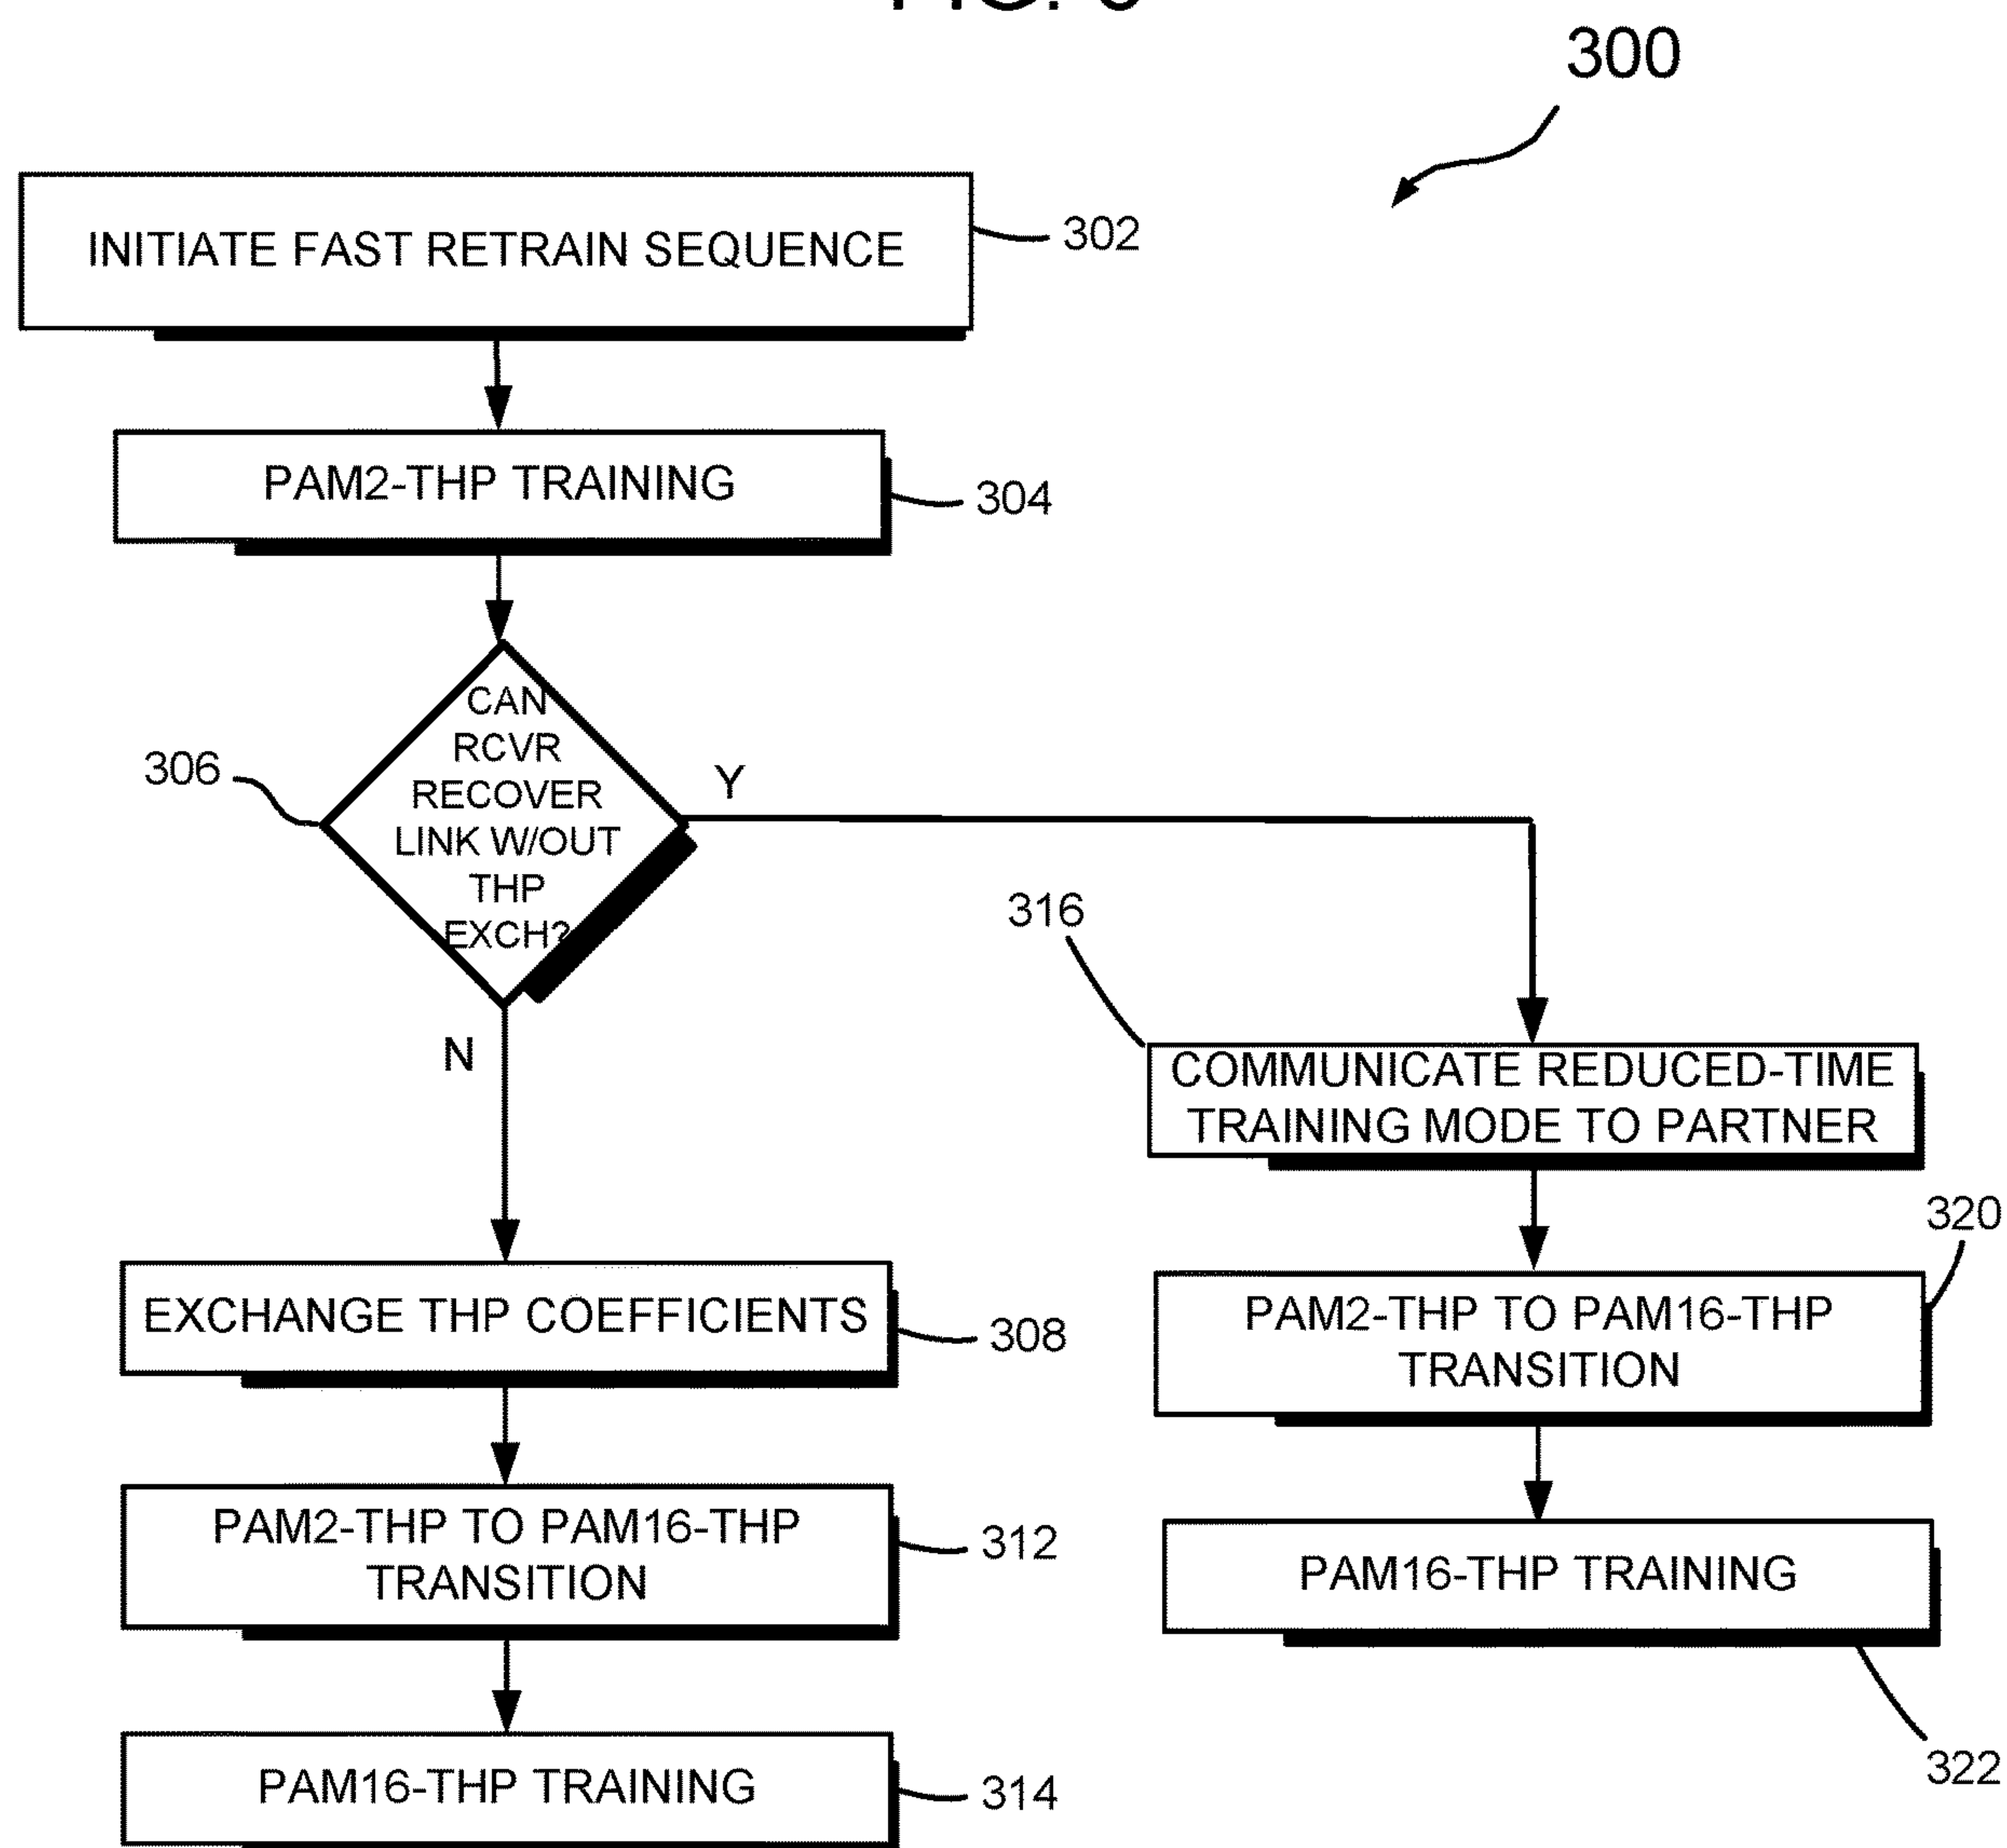 300
INITIATE FAST RETRAIN SEQUENCE
302
PAM2-THP TRAINING
304
CAN
RCVR
RECOVER
LINK W/OUT
THP
EXCH?
306
Y
N
316
COMMUNICATE REDUCED-TIME
TRAINING MODE TO PARTNER
320
PAM2-THP TO PAM16-THP
TRANSITION
EXCHANGE THP COEFFICIENTS
308
PAM2-THP TO PAM16-THP
TRANSITION
312
PAM16-THP TRAINING
322
PAM16-THP TRAINING
314